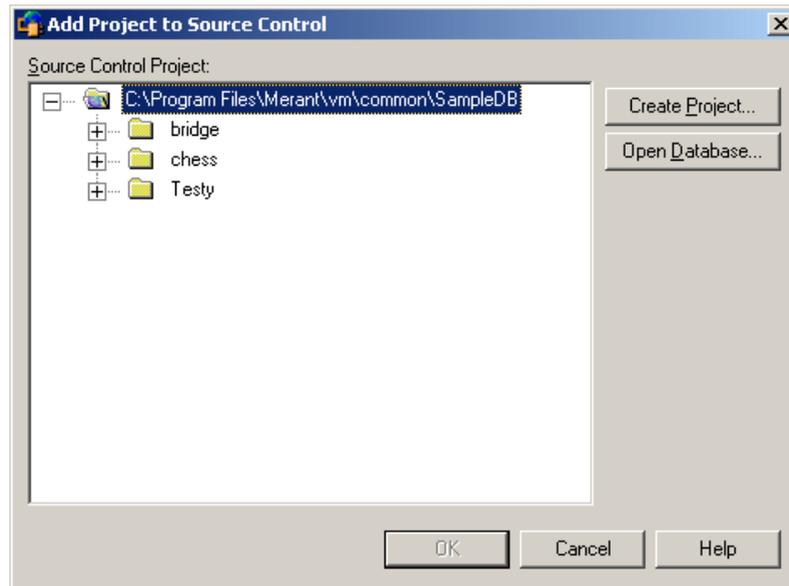 Add Project to Source Control
Source Control Project:
C:\Program Files\Merant\vm\common\SampleDB
bridge
chess
Testy
Create Project...
Open Database...
OK
Cancel
Help